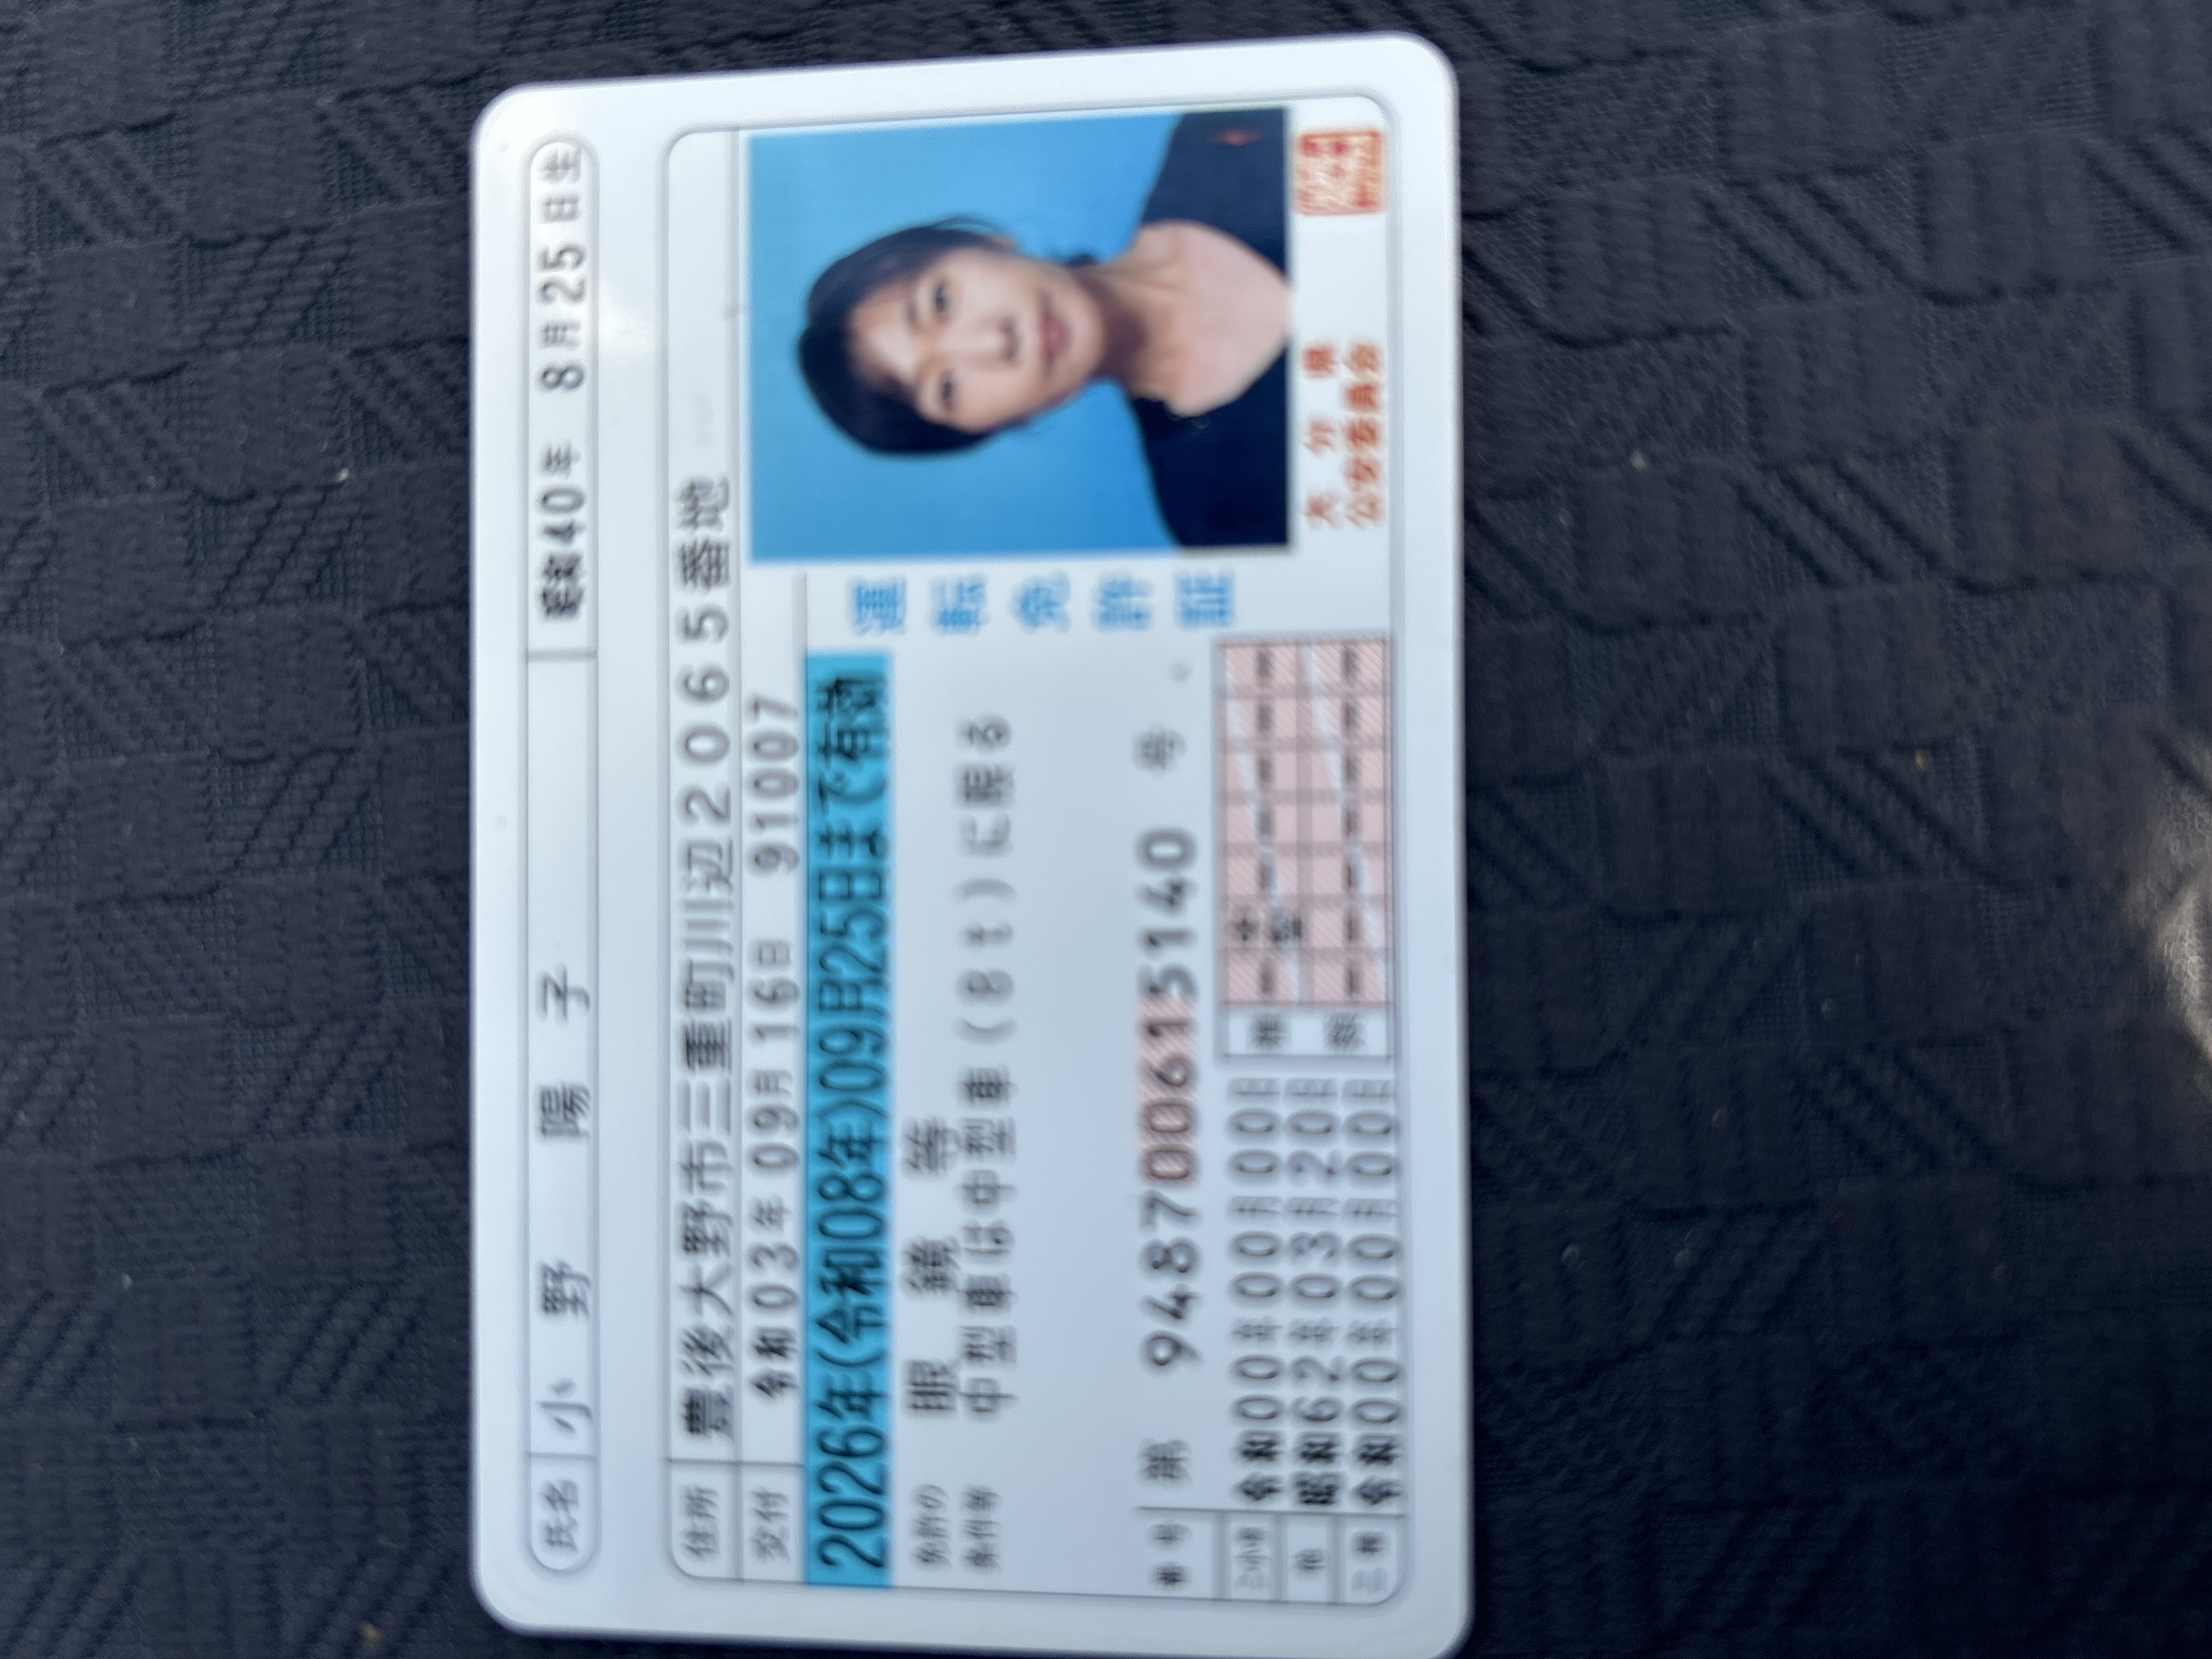 氏名 小野 陽子 昭和40年 8月25日生
住所 豊後大野市三重町川辺2065番地
交付 令和03年09月16日 91007
2026年(令和08年)09月25日まで有効
免許の 眼鏡等
条件等 中型車は中型車(8t)に限る
番号 第 948700615140 号
二小原 令和00年00月00日
他 昭和62年03月20日
二種 令和00年00月00日
種類 中型
運転免許証
大分県
公安委員会